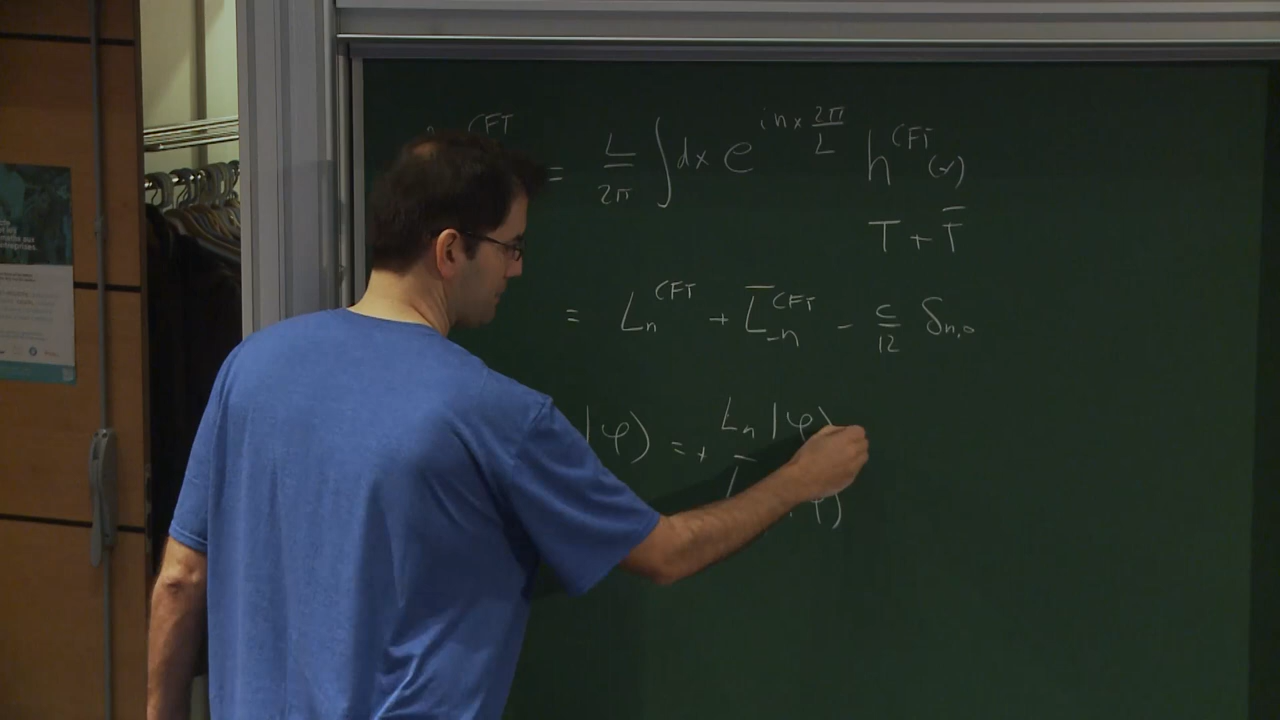 CFT
= L/2π ∫dx e^{inx 2π/L} h^{CFT}(x)
T + T̄
= L_n^{CFT} + L̄_{-n}^{CFT} - c/12 δ_{n,0}
|φ⟩ = + L_n |φ⟩